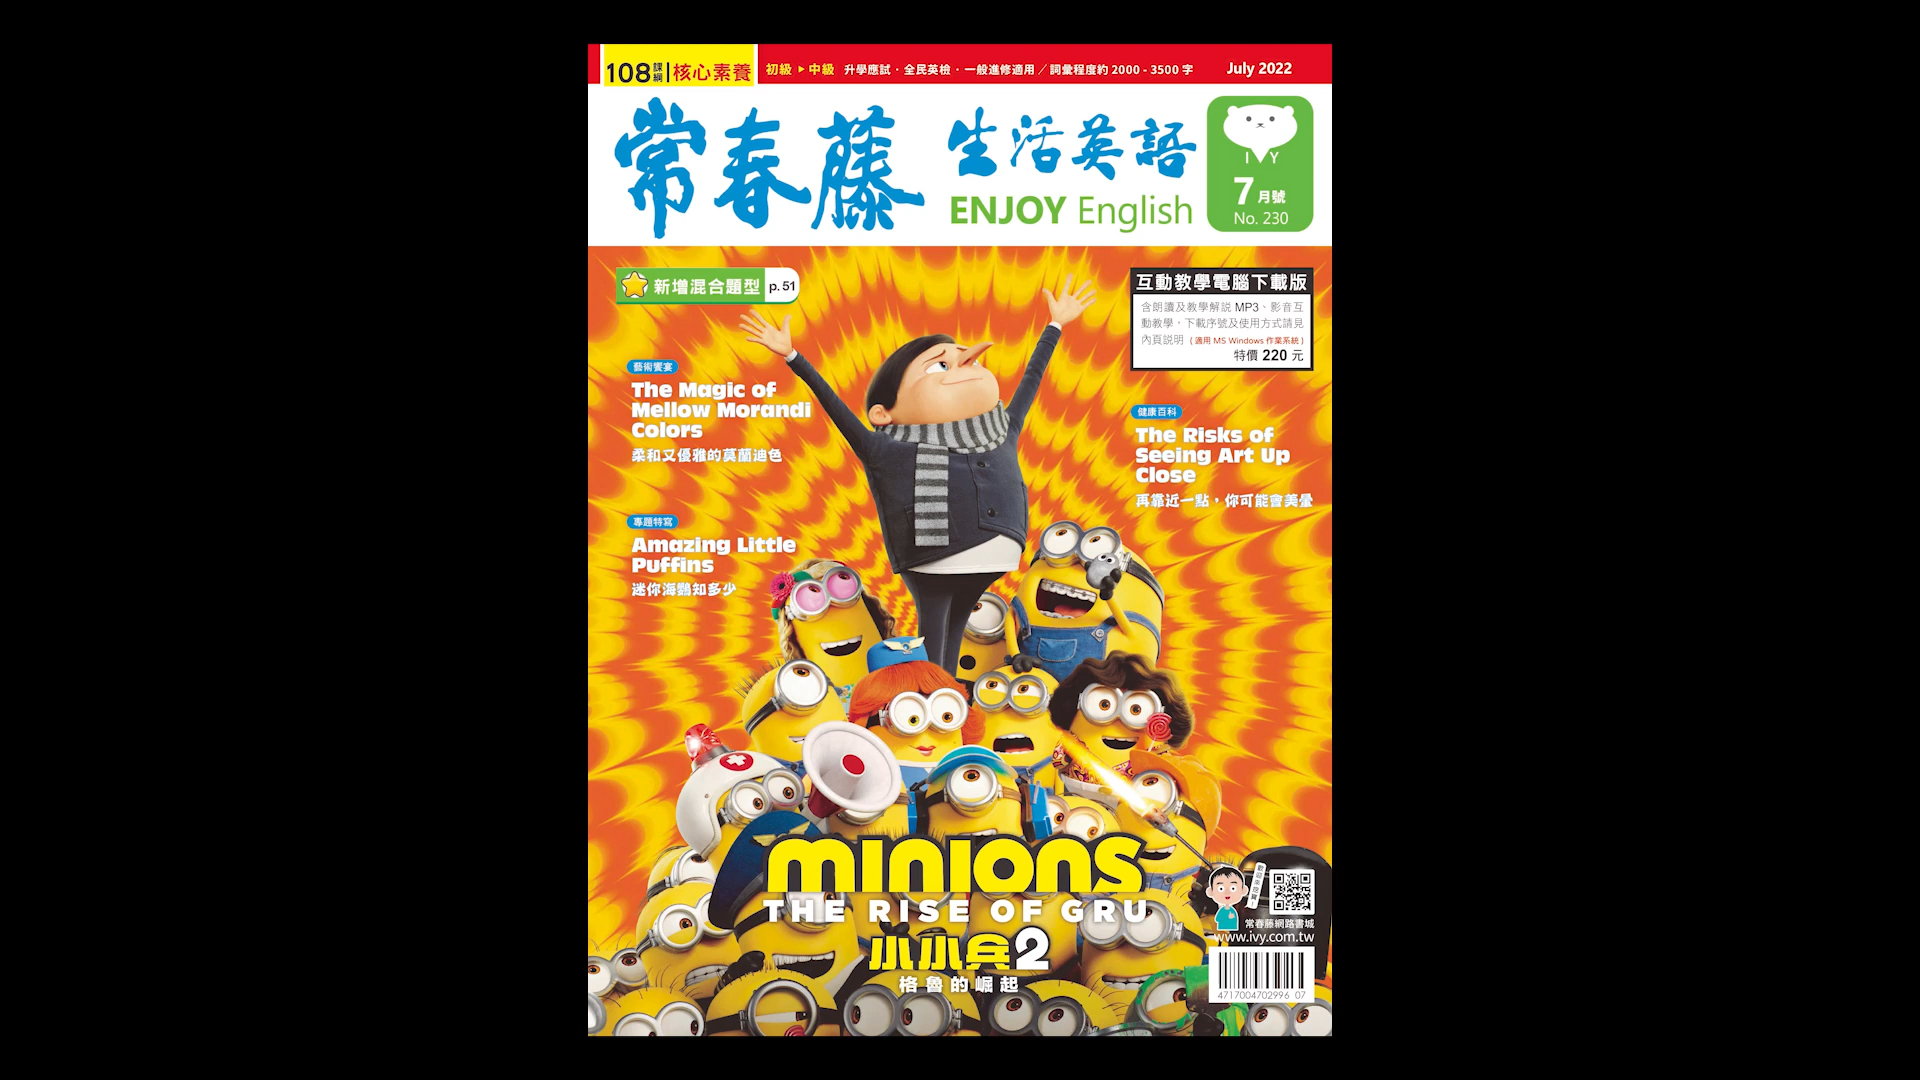 108課綱 核心素養
初級 ▶ 中級 升學應試 · 全民英檢 · 一般進修適用／詞彙程度約 2000 - 3500 字
July 2022
常春藤
生活英語
ENJOY English
I V Y
7月號
No. 230
新增混合題型 p. 51
互動教學電腦下載版
含朗讀及教學解說 MP3、影音互
動教學，下載序號及使用方式請見
內頁說明 ( 適用 MS Windows 作業系統 )
特價 220 元
藝術饗宴
The Magic of
Mellow Morandi
Colors
柔和又優雅的莫蘭迪色
健康百科
The Risks of
Seeing Art Up
Close
再靠近一點，你可能會美暈
專題特寫
Amazing Little
Puffins
迷你海鸚知多少
MINIONS
THE RISE OF GRU
小小兵2
格魯的崛起
常春藤網路書城
www.ivy.com.tw
4717004702996 07